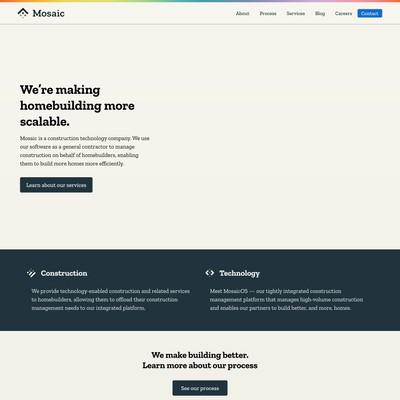 Mosaic
About Process Services Blog Careers Contact
We’re making
homebuilding more
scalable.
Mosaic is a construction technology company. We use
our software as a general contractor to manage
construction on behalf of homebuilders, enabling
them to build more homes more efficiently.
Learn about our services
Construction
We provide technology-enabled construction and related services
to homebuilders, allowing them to offload their construction
management needs to our integrated platform.
Technology
Meet MosaicOS — our tightly integrated construction
management platform that manages high-volume construction
and enables our partners to build better, and more, homes.
We make building better.
Learn more about our process
See our process